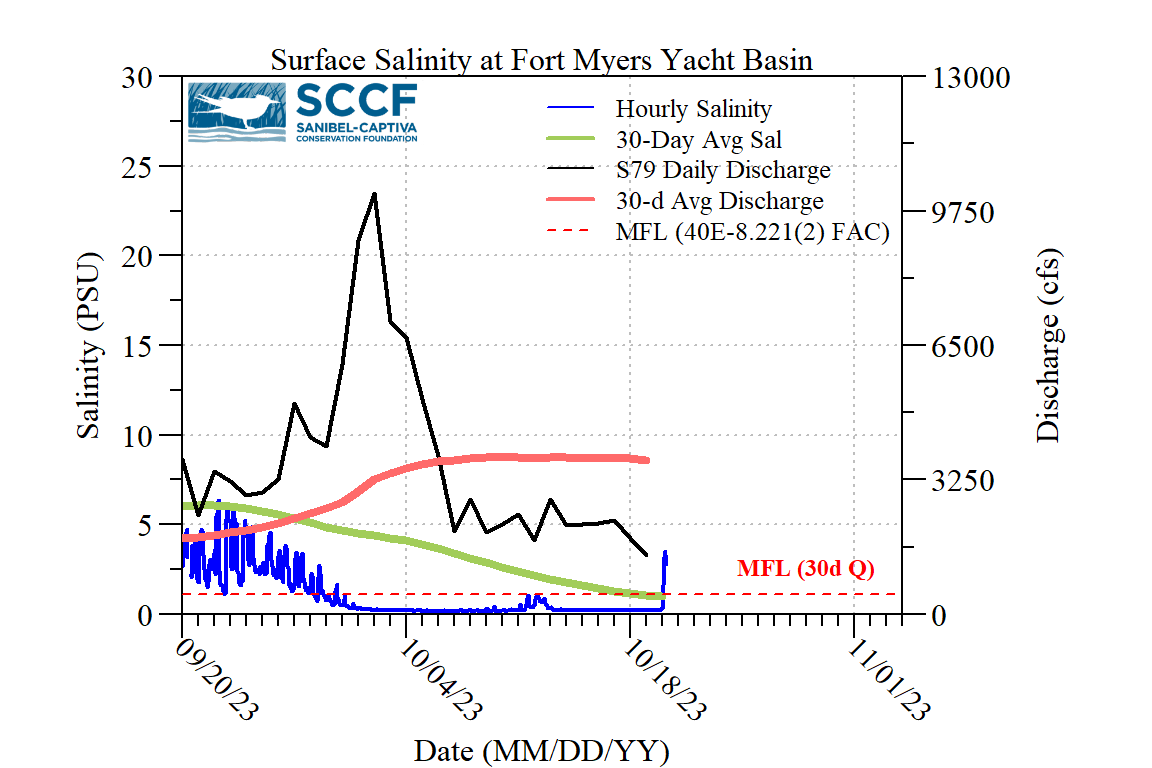 Surface Salinity at Fort Myers Yacht Basin
SCCF
SANIBEL-CAPTIVA
CONSERVATION FOUNDATION
Hourly Salinity
30-Day Avg Sal
S79 Daily Discharge
30-d Avg Discharge
MFL (40E-8.221(2) FAC)
30
25
20
15
10
5
0
Salinity (PSU)
13000
9750
6500
3250
0
Discharge (cfs)
MFL (30d Q)
09/20/23
10/04/23
10/18/23
11/01/23
Date (MM/DD/YY)